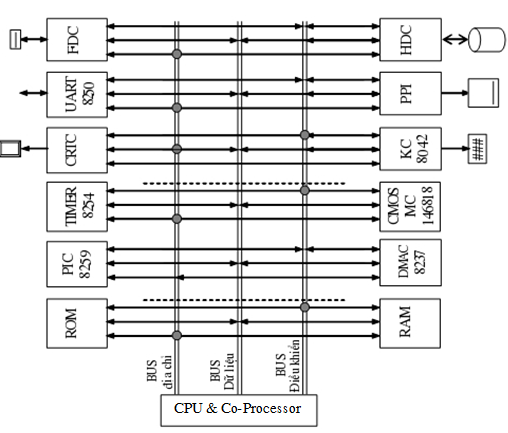 FDC
HDC
UART
8250
PPI
CRTC
KC
8042
###
TIMER
8254
CMOS
MC
146818
PIC
8259
DMAC
8237
ROM
RAM
BUS
địa chỉ
BUS
Dữ liệu
BUS
Điều khiển
CPU & Co-Processor